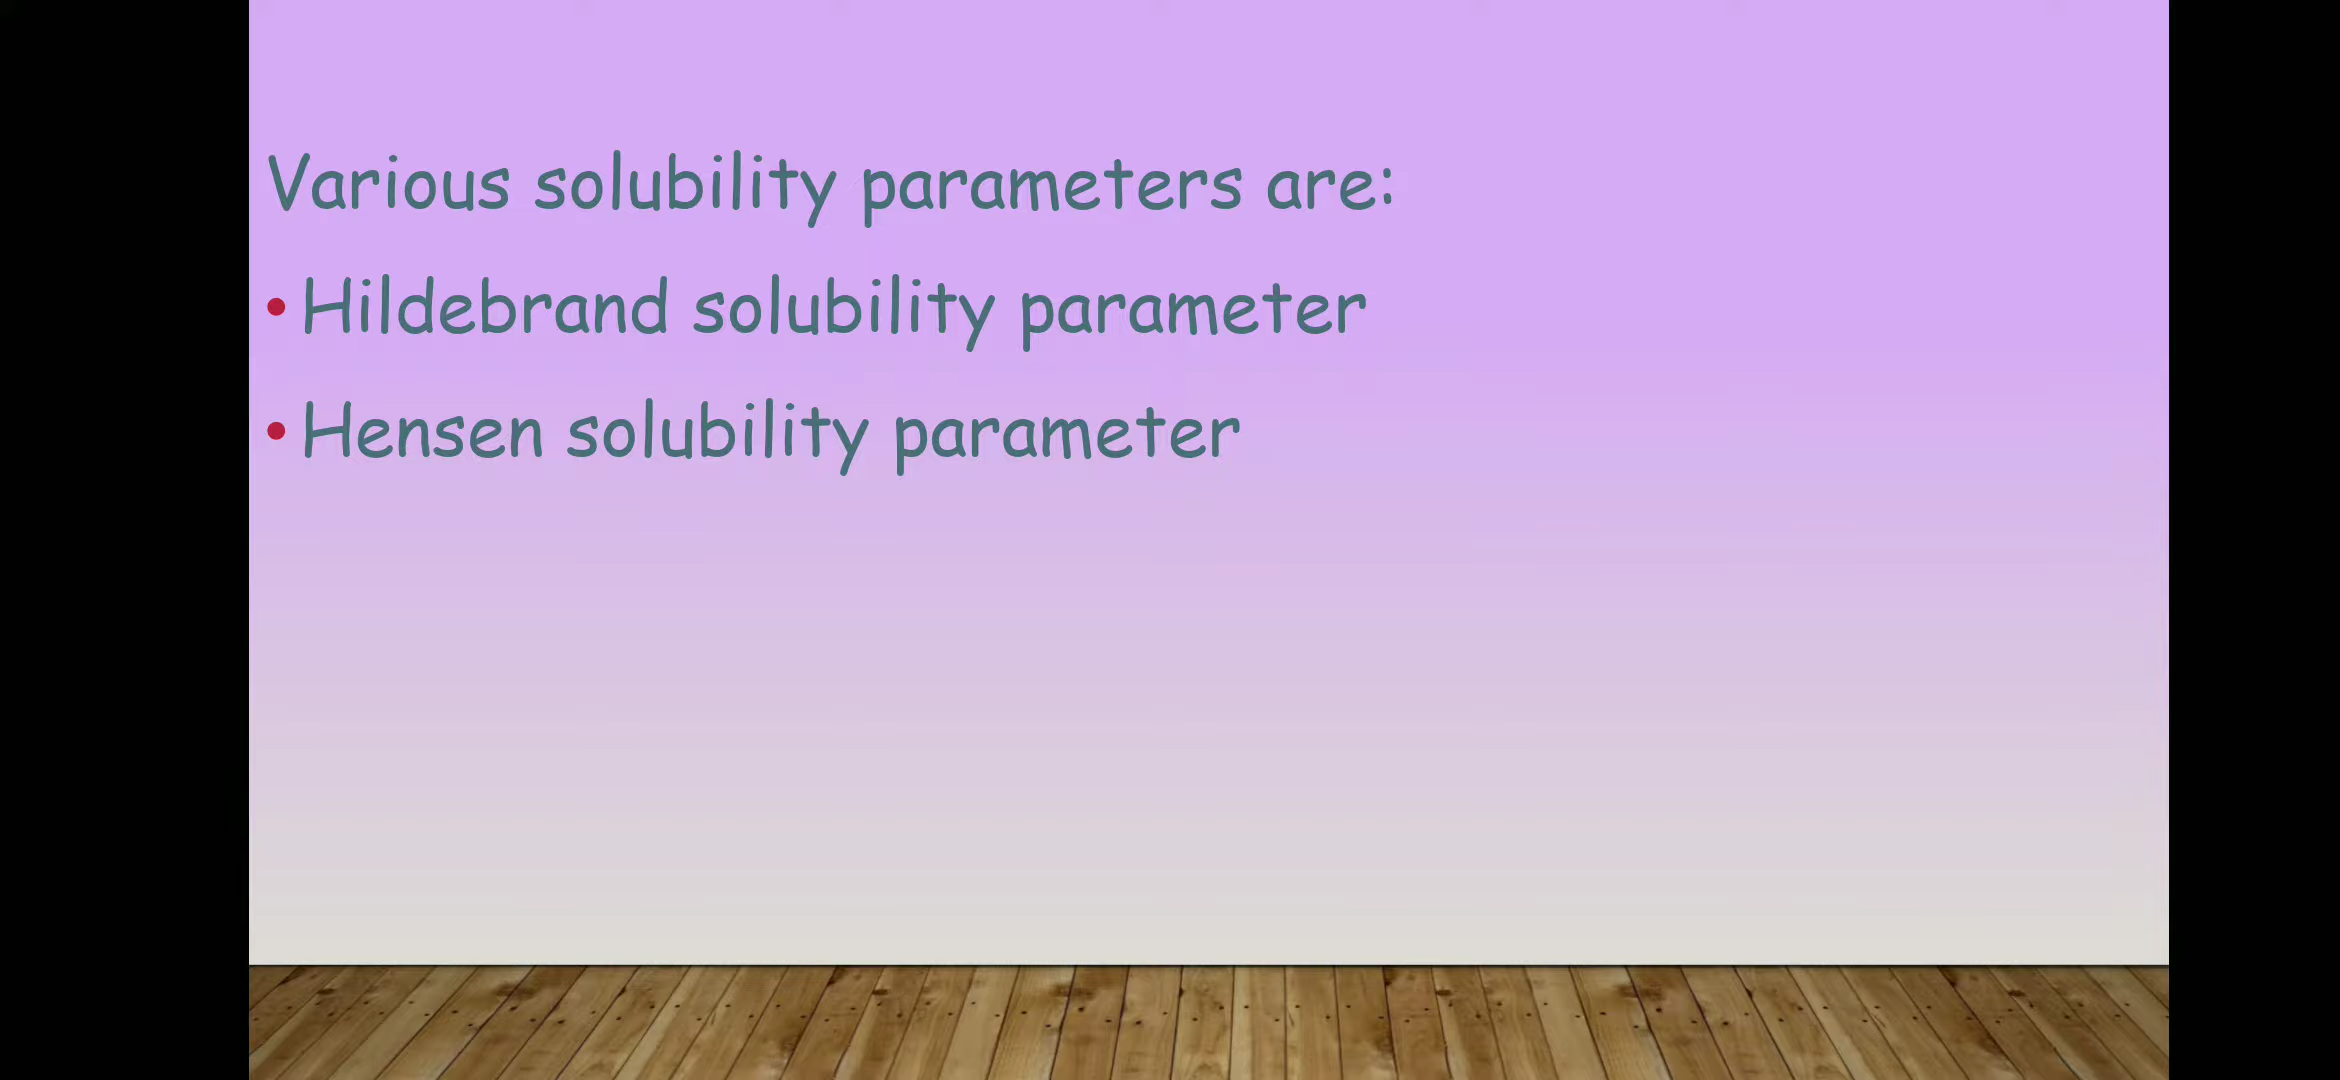 Various solubility parameters are:
• Hildebrand solubility parameter
• Hensen solubility parameter